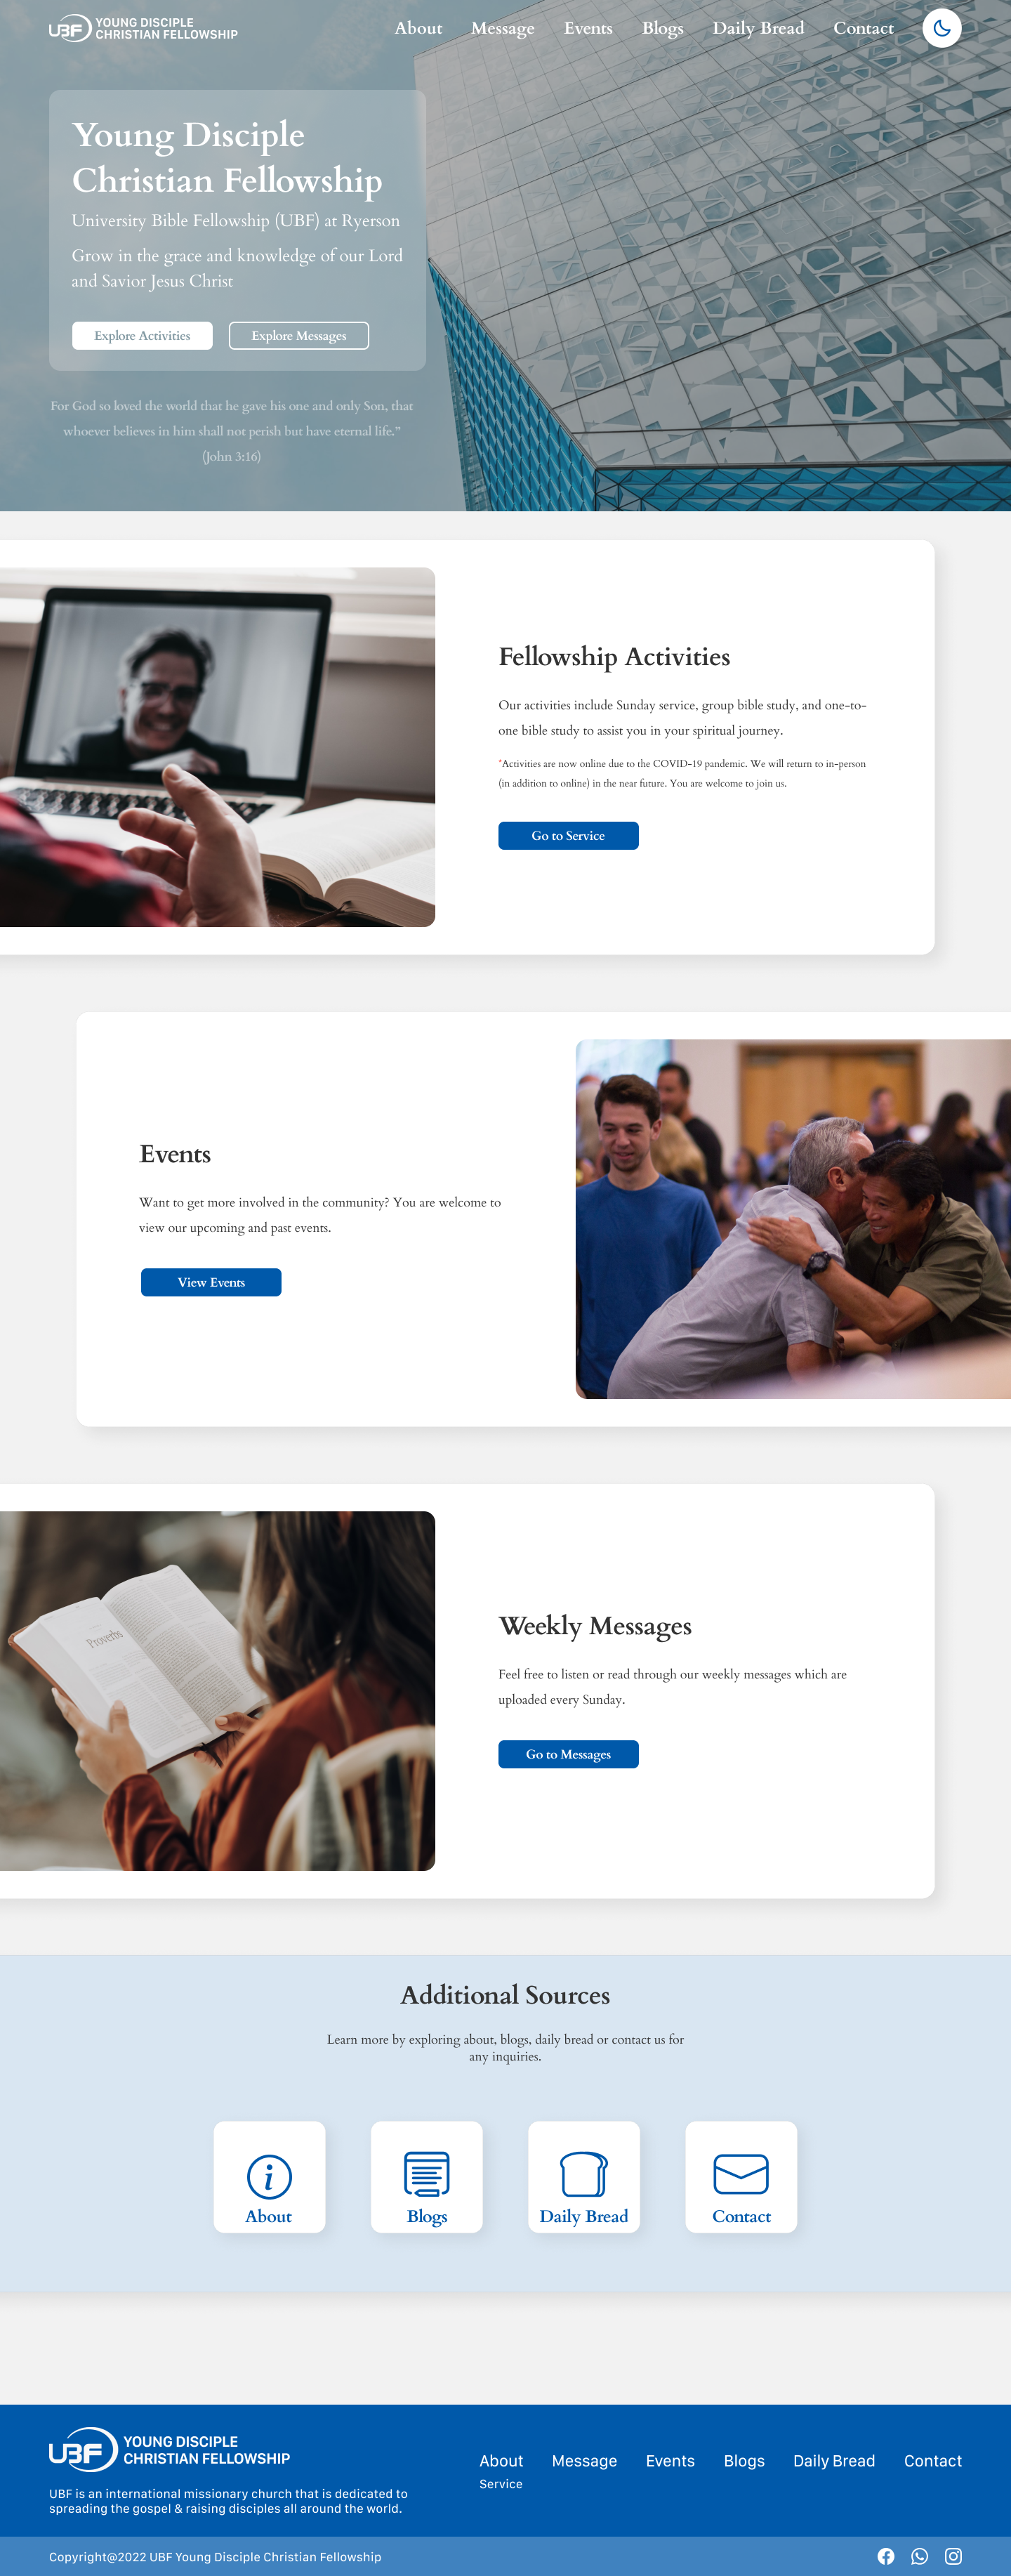 UBF YOUNG DISCIPLE
CHRISTIAN FELLOWSHIP
About Message Events Blogs Daily Bread Contact
Young Disciple
Christian Fellowship
University Bible Fellowship (UBF) at Ryerson
Grow in the grace and knowledge of our Lord
and Savior Jesus Christ
Explore Activities Explore Messages
For God so loved the world that he gave his one and only Son, that
whoever believes in him shall not perish but have eternal life.”
(John 3:16)
Fellowship Activities
Our activities include Sunday service, group bible study, and one-to-
one bible study to assist you in your spiritual journey.
*Activities are now online due to the COVID-19 pandemic. We will return to in-person
(in addition to online) in the near future. You are welcome to join us.
Go to Service
Events
Want to get more involved in the community? You are welcome to
view our upcoming and past events.
View Events
Proverbs
Weekly Messages
Feel free to listen or read through our weekly messages which are
uploaded every Sunday.
Go to Messages
Additional Sources
Learn more by exploring about, blogs, daily bread or contact us for
any inquiries.
About Blogs Daily Bread Contact
UBF YOUNG DISCIPLE
CHRISTIAN FELLOWSHIP
UBF is an international missionary church that is dedicated to
spreading the gospel & raising disciples all around the world.
About Message Events Blogs Daily Bread Contact
Service
Copyright@2022 UBF Young Disciple Christian Fellowship